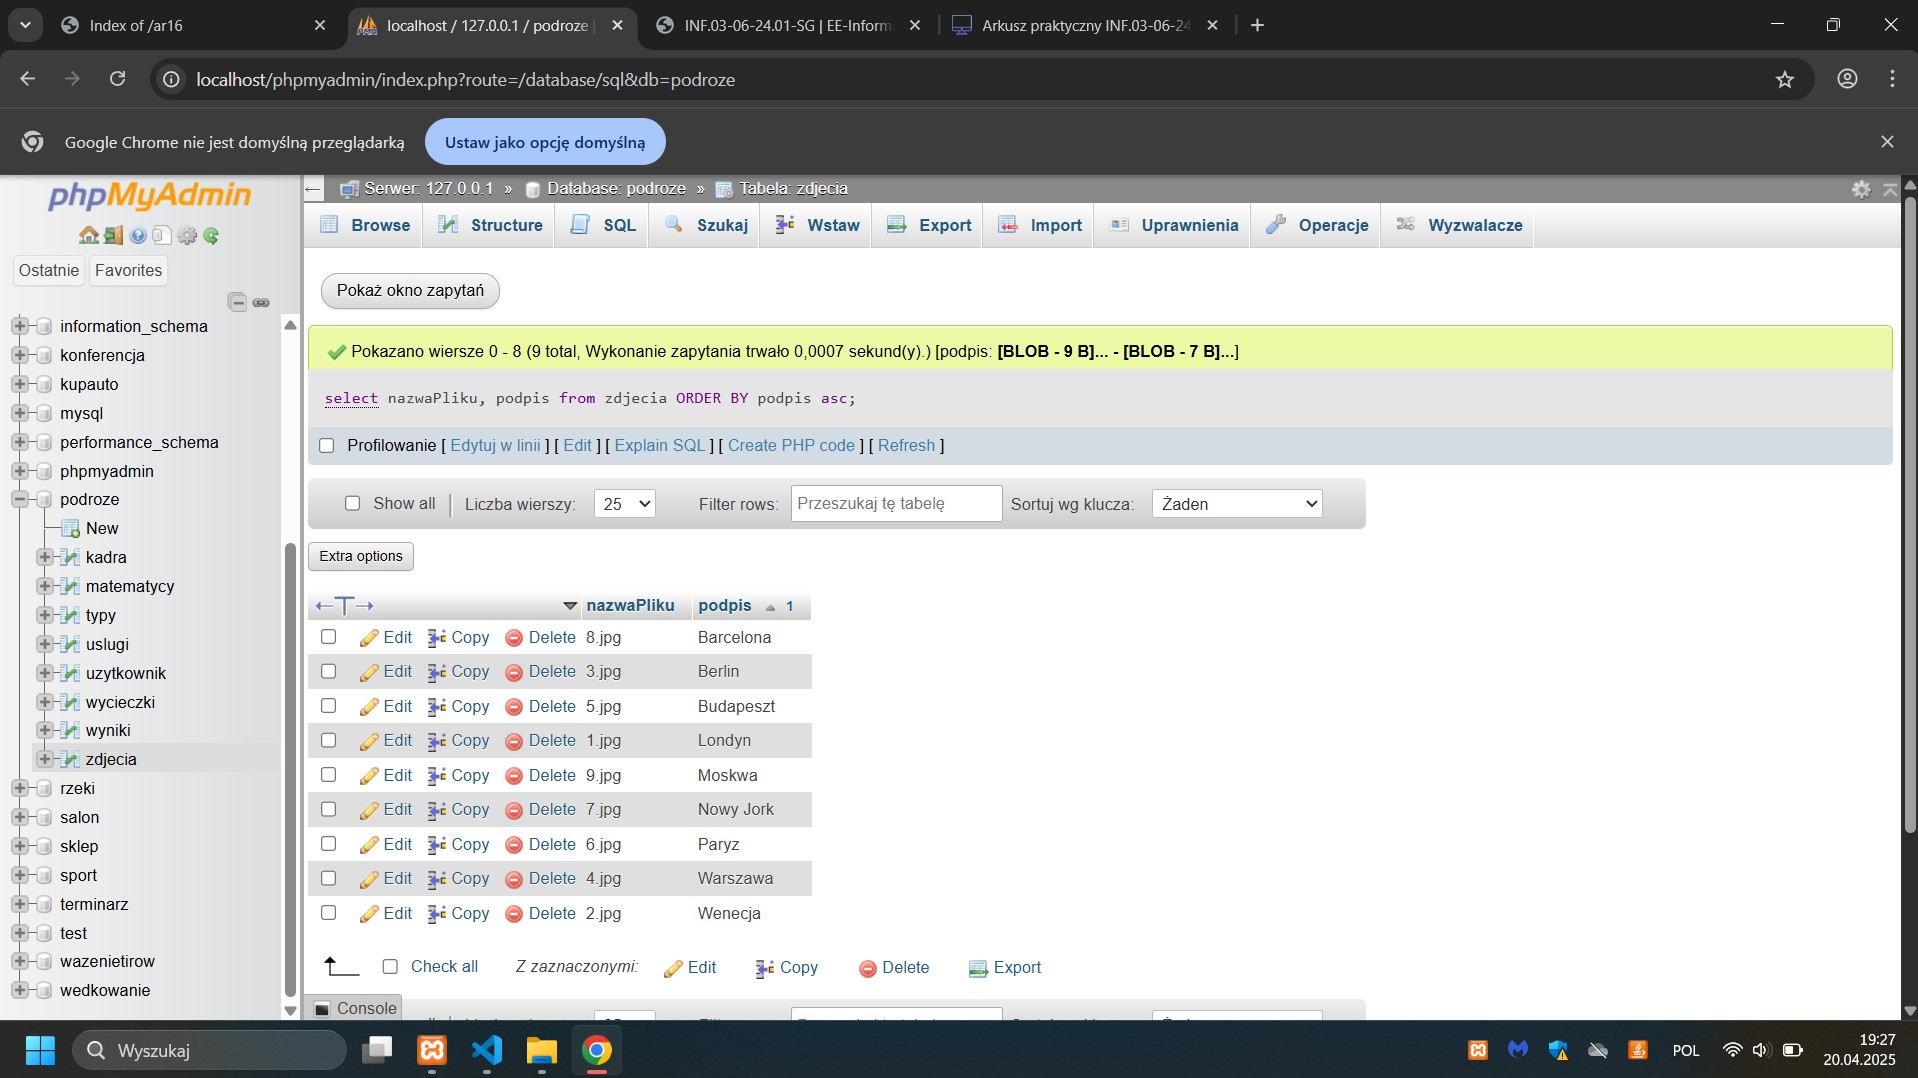 Index of /ar16
localhost / 127.0.0.1 / podroze |
INF.03-06-24.01-SG | EE-Inform
Arkusz praktyczny INF.03-06-24
localhost/phpmyadmin/index.php?route=/database/sql&db=podroze
Google Chrome nie jest domyślną przeglądarką
Ustaw jako opcję domyślną
phpMyAdmin
Ostatnie
Favorites
information_schema
konferencja
kupauto
mysql
performance_schema
phpmyadmin
podroze
New
kadra
matematycy
typy
uslugi
uzytkownik
wycieczki
wyniki
zdjecia
rzeki
salon
sklep
sport
terminarz
test
wazenietirow
wedkowanie
Serwer: 127.0.0.1 » Database: podroze » Tabela: zdjecia
Browse Structure SQL Szukaj Wstaw Export Import Uprawnienia Operacje Wyzwalacze
Pokaż okno zapytań
Pokazano wiersze 0 - 8 (9 total, Wykonanie zapytania trwało 0,0007 sekund(y).) [podpis: [BLOB - 9 B]... - [BLOB - 7 B]...]
select nazwaPliku, podpis from zdjecia ORDER BY podpis asc;
Profilowanie [ Edytuj w linii ] [ Edit ] [ Explain SQL ] [ Create PHP code ] [ Refresh ]
Show all Liczba wierszy: 25 Filter rows: Przeszukaj tę tabelę Sortuj wg klucza: Żaden
Extra options
nazwaPliku podpis 1
Edit Copy Delete 8.jpg Barcelona
Edit Copy Delete 3.jpg Berlin
Edit Copy Delete 5.jpg Budapeszt
Edit Copy Delete 1.jpg Londyn
Edit Copy Delete 9.jpg Moskwa
Edit Copy Delete 7.jpg Nowy Jork
Edit Copy Delete 6.jpg Paryz
Edit Copy Delete 4.jpg Warszawa
Edit Copy Delete 2.jpg Wenecja
Check all Z zaznaczonymi: Edit Copy Delete Export
Console
Wyszukaj
POL
19:27
20.04.2025